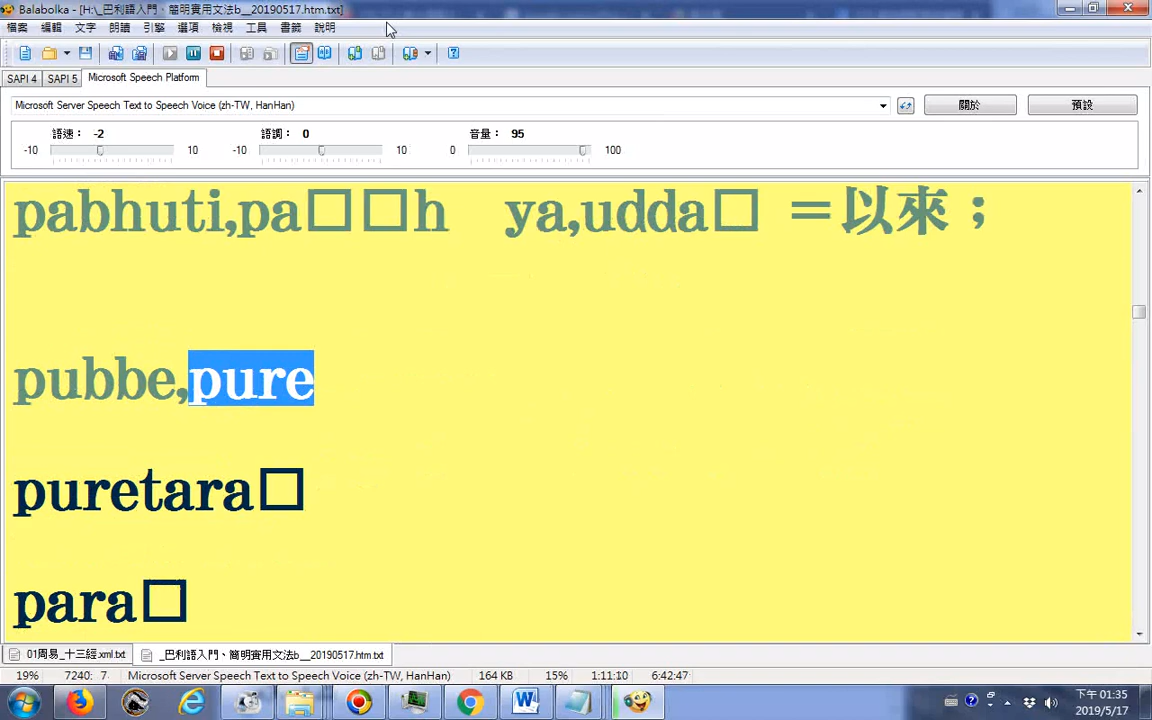 Balabolka - [H:\_巴利語入門、簡明實用文法b__20190517.htm.txt]
檔案 編輯 文字 朗讀 引擎 選項 檢視 工具 書籤 說明
SAPI 4 SAPI 5 Microsoft Speech Platform
Microsoft Server Speech Text to Speech Voice (zh-TW, HanHan) 關於 預設
語速： -2 語調： 0 音量： 95
-10 10 -10 10 0 100
pabhuti,pa□□h ya,udda□ ＝以來；
pubbe,pure
puretara□
para□
01周易_十三經.xml.txt _巴利語入門、簡明實用文法b__20190517.htm.txt
19% 7240: 7 Microsoft Server Speech Text to Speech Voice (zh-TW, HanHan) 164 KB 15% 1:11:10 6:42:47
下午 01:35
2019/5/17